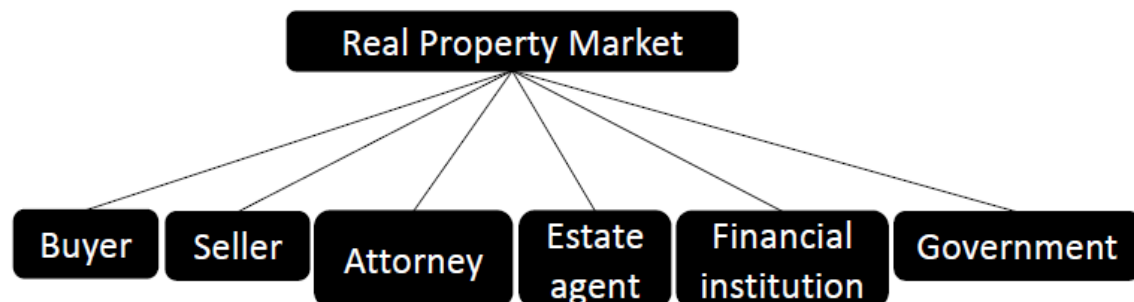 Real Property Market
Buyer
Seller
Attorney
Estate
agent
Financial
institution
Government